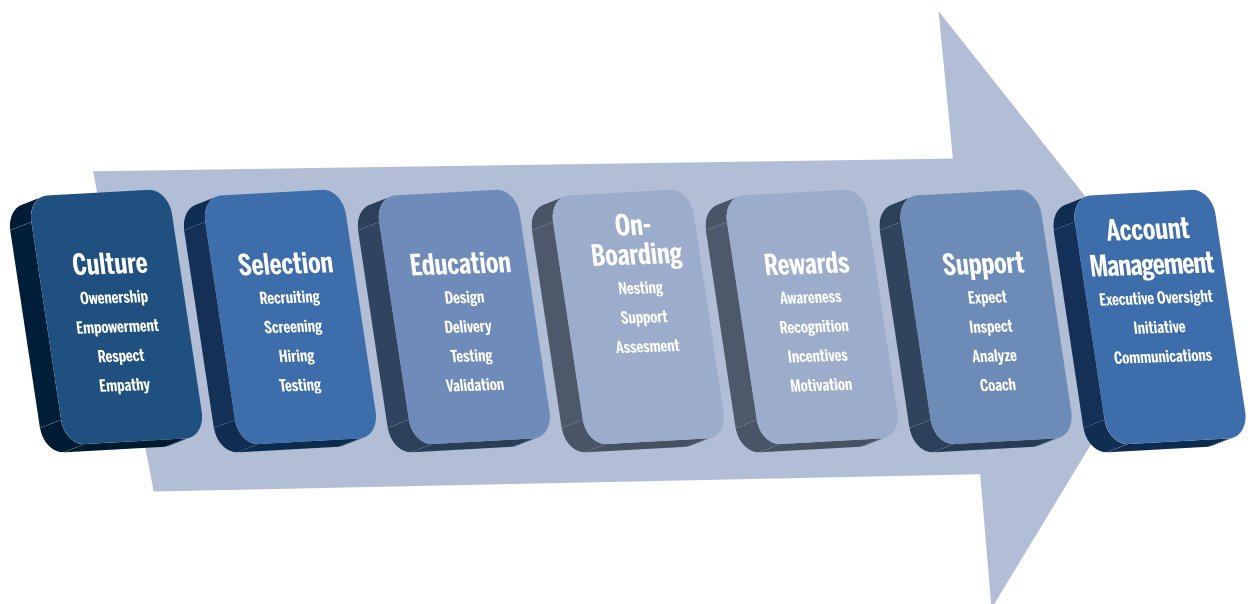 Culture
Owenership
Empowerment
Respect
Empathy
Selection
Recruiting
Screening
Hiring
Testing
Education
Design
Delivery
Testing
Validation
On-
Boarding
Nesting
Support
Assesment
Rewards
Awareness
Recognition
Incentives
Motivation
Support
Expect
Inspect
Analyze
Coach
Account
Management
Executive Oversight
Initiative
Communications